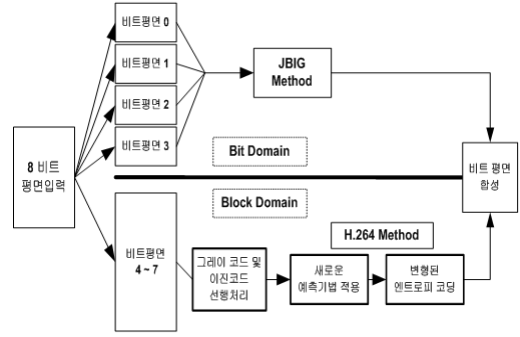 비트평면 0
비트평면 1
비트평면 2
비트평면 3
JBIG
Method
8 비트
평면입력
Bit Domain
비트 평면
합성
Block Domain
비트평면
4 ~ 7
그레이 코드 및
이진코드
선행처리
H.264 Method
새로운
예측기법 적용
변형된
엔트로피 코딩